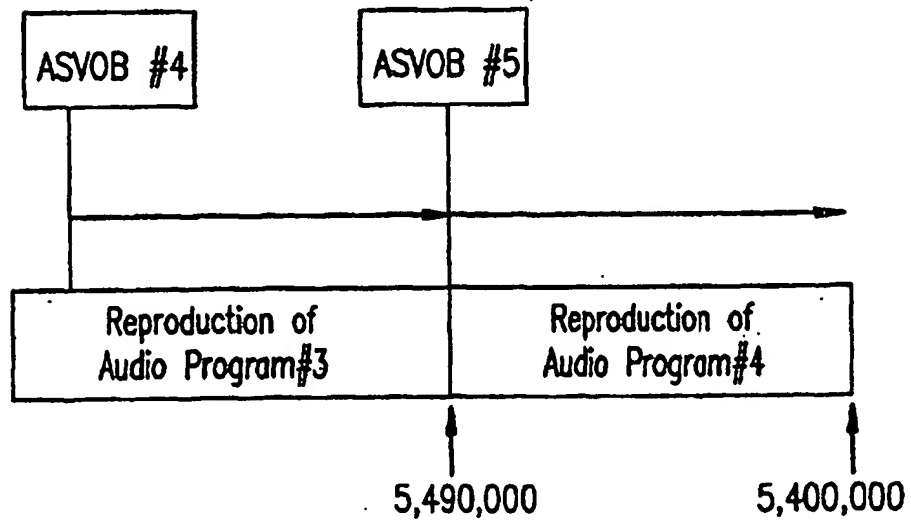 ASVOB #4
ASVOB #5
Reproduction of
Audio Program#3
Reproduction of
Audio Program#4
5,490,000
5,400,000